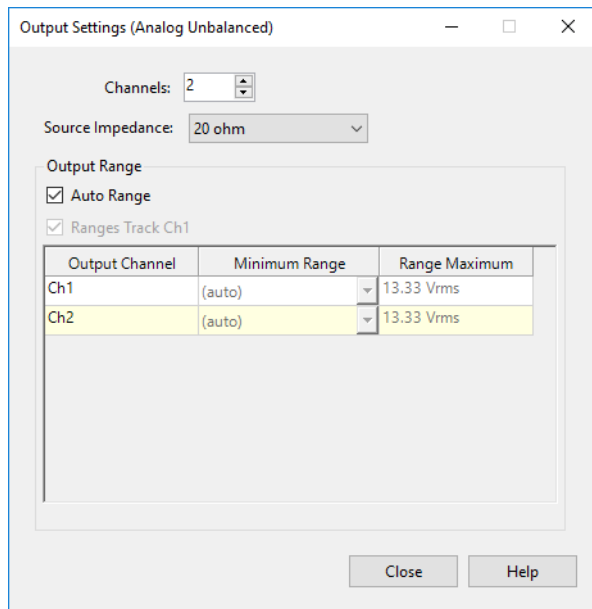 Output Settings (Analog Unbalanced)
Channels: 2
Source Impedance: 20 ohm
Output Range
Auto Range
Ranges Track Ch1
Output Channel Minimum Range Range Maximum
Ch1 (auto) 13.33 Vrms
Ch2 (auto) 13.33 Vrms
Close Help